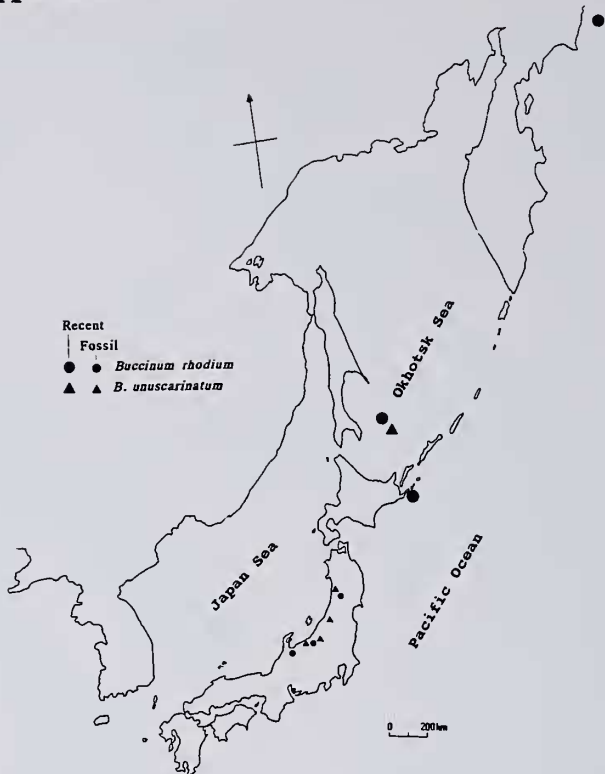 Recent
Fossil
Buccinum rhodium
B. unuscarinatum
Okhotsk Sea
Japan Sea
Pacific Ocean
0 200km